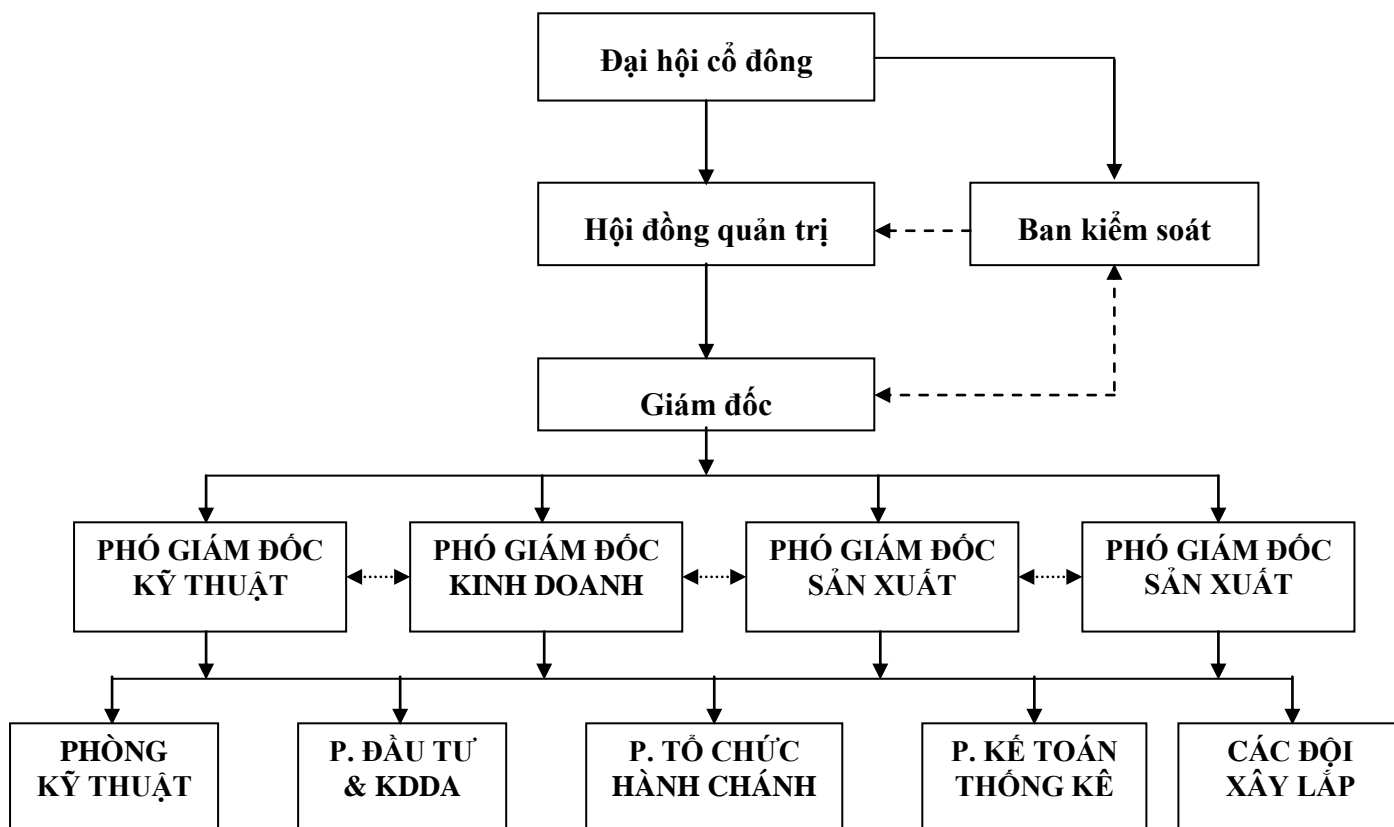 Đại hội cổ đông
Hội đồng quản trị
Ban kiểm soát
Giám đốc
PHÓ GIÁM ĐỐC
KỸ THUẬT
PHÓ GIÁM ĐỐC
KINH DOANH
PHÓ GIÁM ĐỐC
SẢN XUẤT
PHÓ GIÁM ĐỐC
SẢN XUẤT
PHÒNG
KỸ THUẬT
P. ĐẦU TƯ
& KDDA
P. TỔ CHỨC
HÀNH CHÁNH
P. KẾ TOÁN
THỐNG KÊ
CÁC ĐỘI
XÂY LẮP